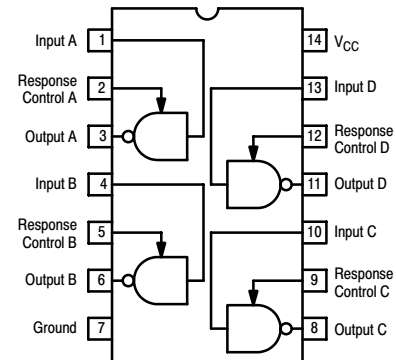 Input A 1
Response
Control A 2
Output A 3
Input B 4
Response
Control B 5
Output B 6
Ground 7
14 VCC
13 Input D
12 Response
Control D
11 Output D
10 Input C
9 Response
Control C
8 Output C